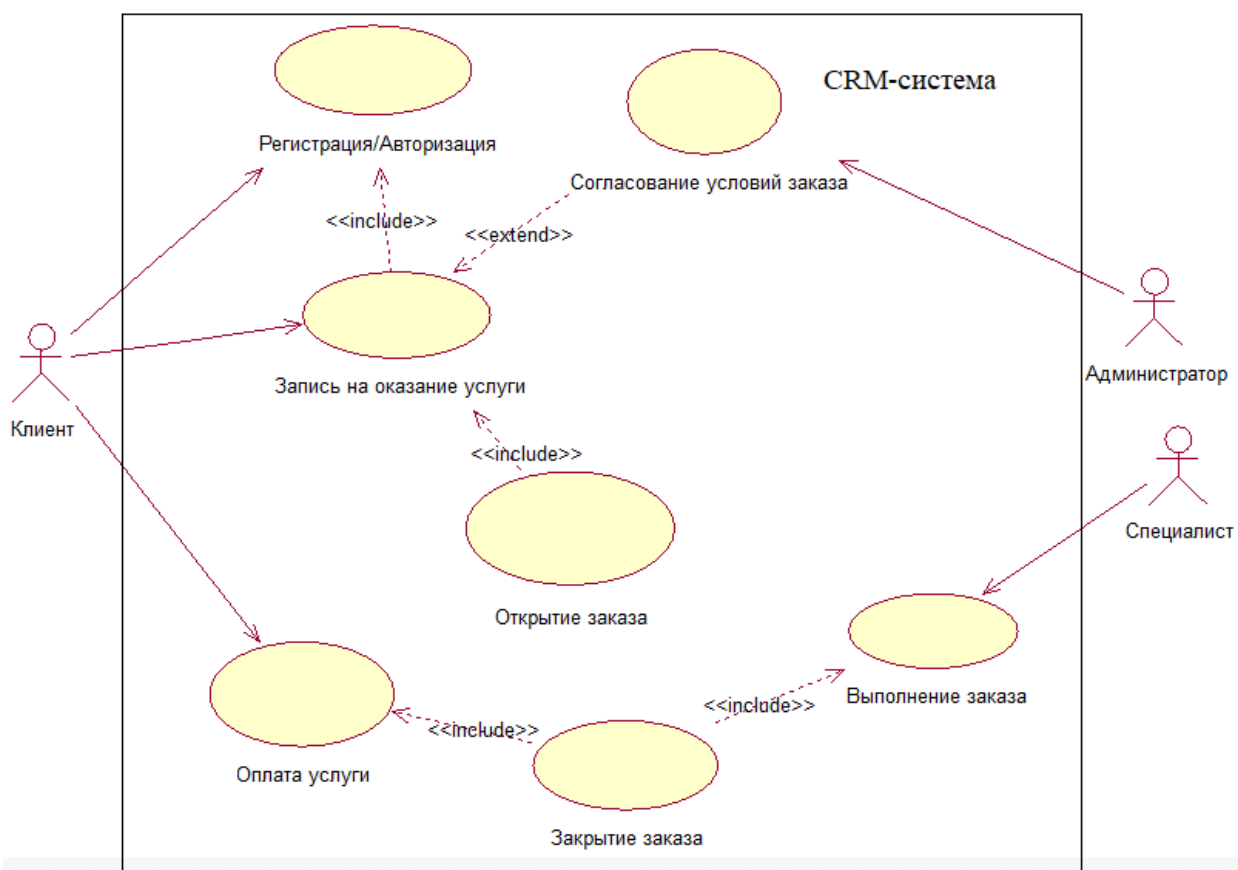 CRM-система
Регистрация/Авторизация
Согласование условий заказа
<<include>>
<<extend>>
Администратор
Запись на оказание услуги
Клиент
<<include>>
Специалист
Открытие заказа
Выполнение заказа
<<include>>
<<include>>
Оплата услуги
Закрытие заказа